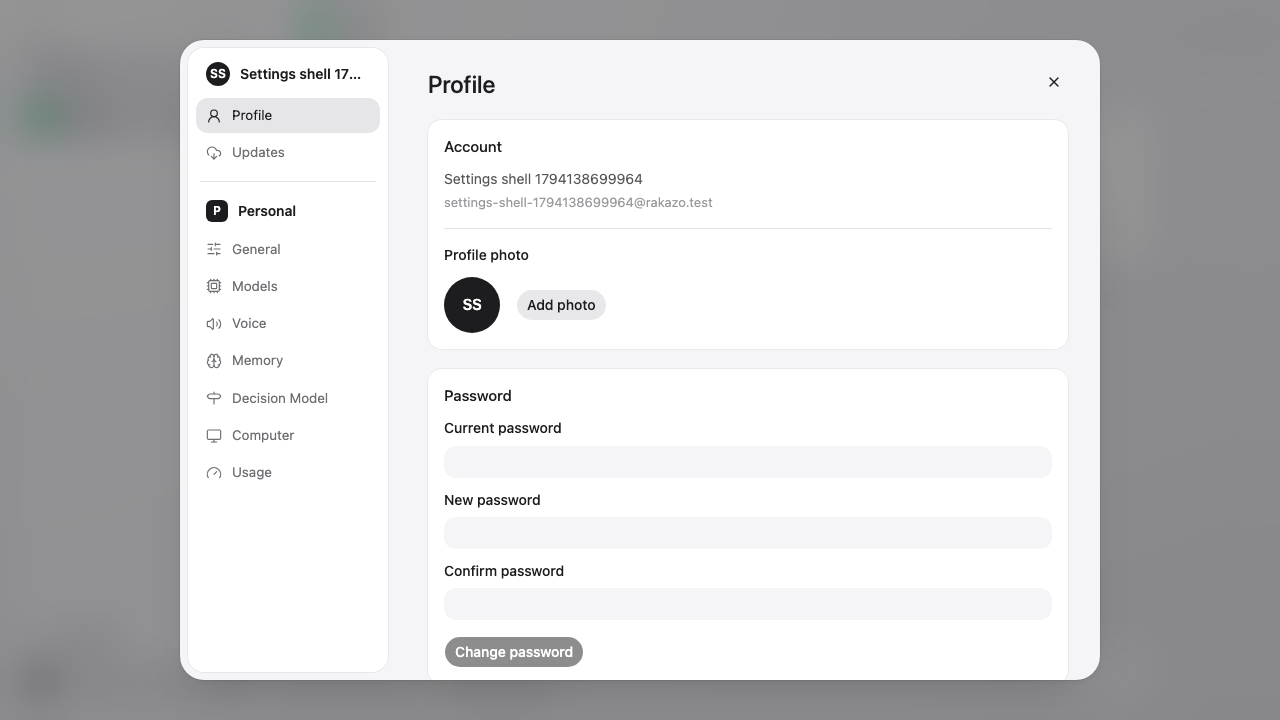 SS Settings shell 17...
Profile
Updates
P Personal
General
Models
Voice
Memory
Decision Model
Computer
Usage
Profile
Account
Settings shell 1794138699964
settings-shell-1794138699964@rakazo.test
Profile photo
SS Add photo
Password
Current password
New password
Confirm password
Change password